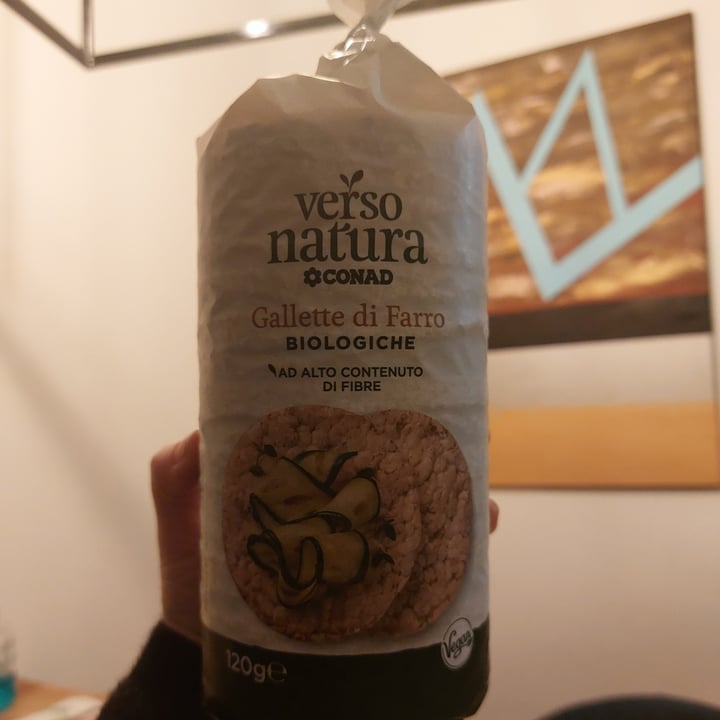 verso
natura
CONAD
Gallette di Farro
BIOLOGICHE
AD ALTO CONTENUTO
DI FIBRE
Vegan
120g℮